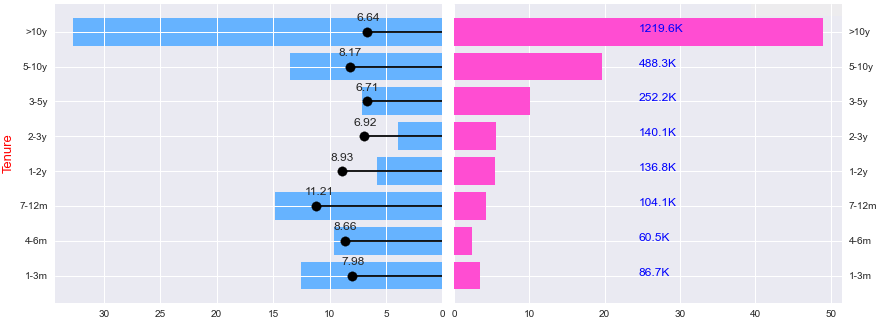 6.64
>10y 1219.6K >10y
8.17
5-10y 488.3K 5-10y
6.71
3-5y 252.2K 3-5y
6.92
2-3y 140.1K 2-3y
8.93
1-2y 136.8K 1-2y
11.21
7-12m 104.1K 7-12m
8.66
4-6m 60.5K 4-6m
7.98
1-3m 86.7K 1-3m
Tenure
30 25 20 15 10 5 0 0 10 20 30 40 50